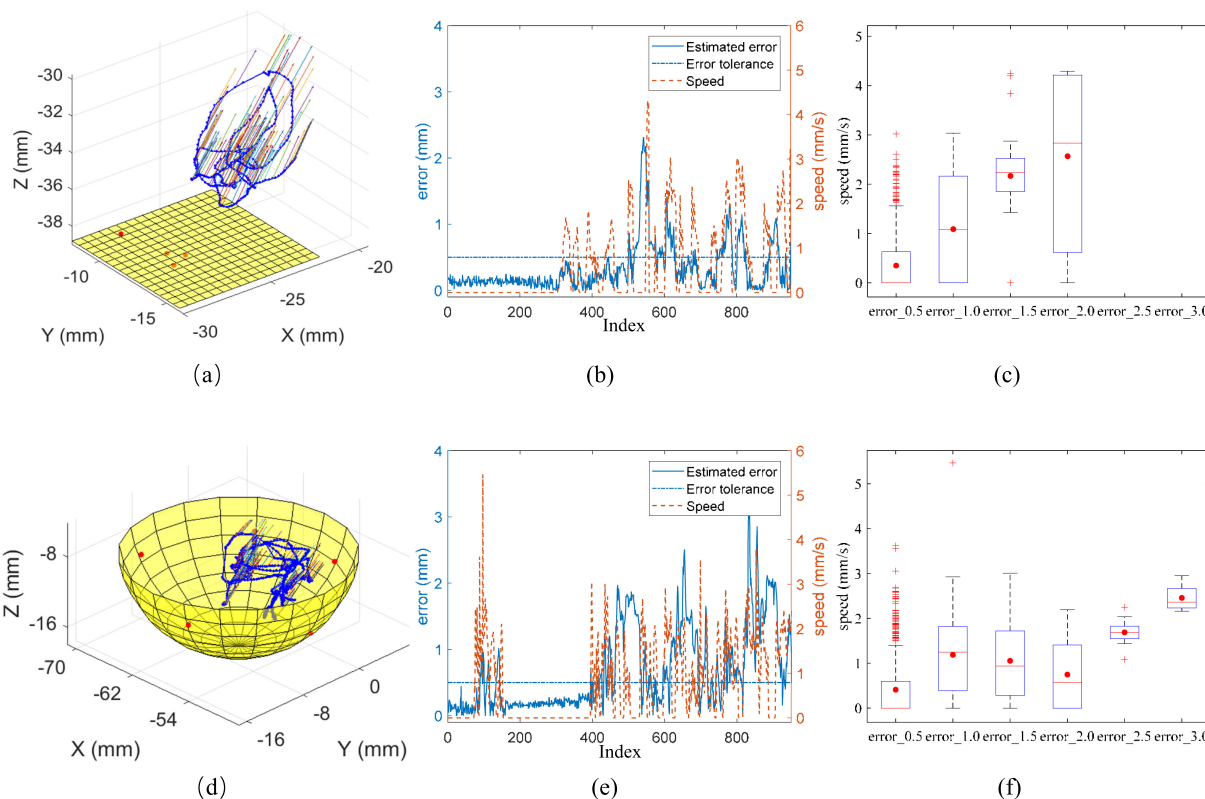 -30
-32
-34
-36
-38
Z (mm)
-10
-15
-30
-25
-20
Y (mm)
X (mm)
(a)
4
3
2
1
0
error (mm)
Estimated error
Error tolerance
Speed
6
5
4
3
2
1
0
speed (mm/s)
0 200 400 600 800
Index
(b)
5
4
3
2
1
0
speed (mm/s)
error_0.5 error_1.0 error_1.5 error_2.0 error_2.5 error_3.0
(c)
-8
-16
Z (mm)
-70
-62
-54
-16
-8
0
X (mm)
Y (mm)
(d)
4
3
2
1
0
error (mm)
Estimated error
Error tolerance
Speed
6
5
4
3
2
1
0
speed (mm/s)
0 200 400 600 800
Index
(e)
5
4
3
2
1
0
speed (mm/s)
error_0.5 error_1.0 error_1.5 error_2.0 error_2.5 error_3.0
(f)